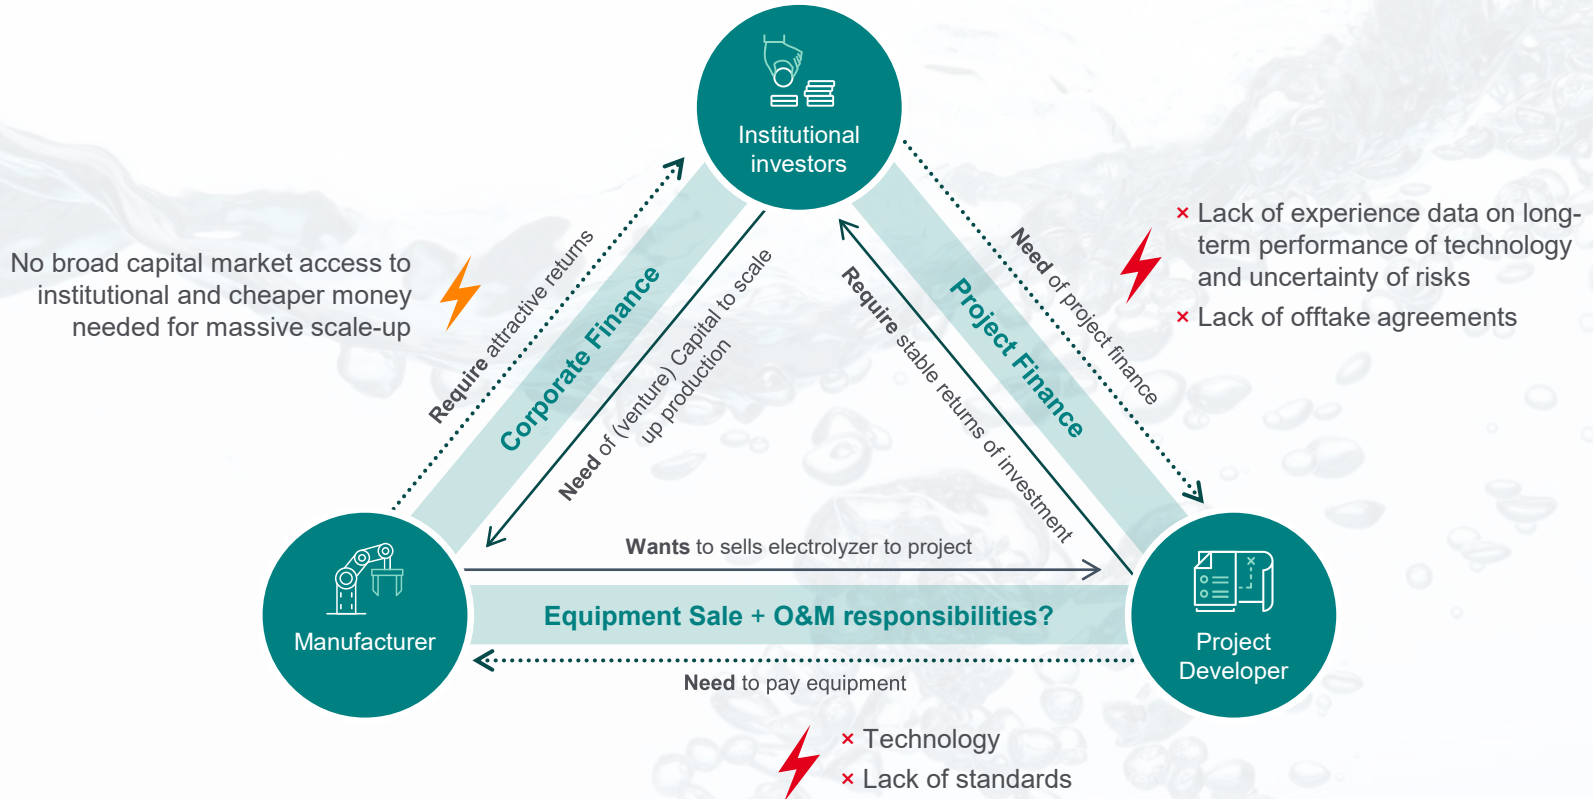 Institutional
investors
No broad capital market access to
institutional and cheaper money
needed for massive scale-up
Require attractive returns
Corporate Finance
Need of (venture) Capital to scale
up production
Need of project finance
Project Finance
Require stable returns of investment
× Lack of experience data on long-
term performance of technology
and uncertainty of risks
× Lack of offtake agreements
Manufacturer
Wants to sells electrolyzer to project
Equipment Sale + O&M responsibilities?
Need to pay equipment
Project
Developer
× Technology
× Lack of standards